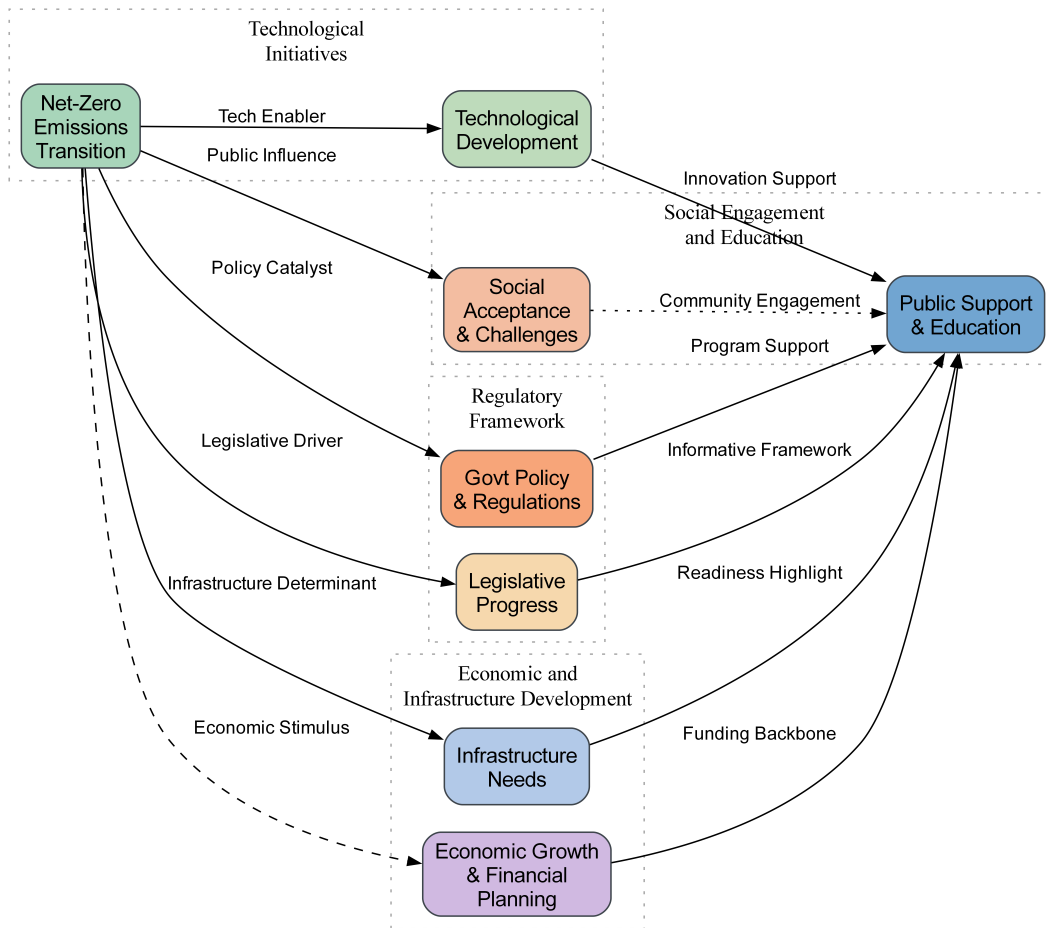 Technological
Initiatives
Net-Zero
Emissions
Transition
Tech Enabler
Technological
Development
Public Influence
Innovation Support
Social Engagement
and Education
Policy Catalyst
Social
Acceptance
& Challenges
Community Engagement
Public Support
& Education
Program Support
Regulatory
Framework
Legislative Driver
Informative Framework
Govt Policy
& Regulations
Legislative
Progress
Infrastructure Determinant
Readiness Highlight
Economic and
Infrastructure Development
Economic Stimulus
Infrastructure
Needs
Funding Backbone
Economic Growth
& Financial
Planning